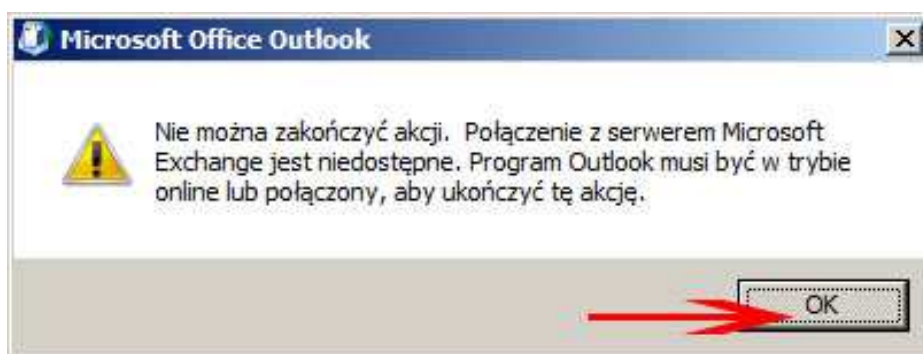 Microsoft Office Outlook
Nie można zakończyć akcji. Połączenie z serwerem Microsoft
Exchange jest niedostępne. Program Outlook musi być w trybie
online lub połączony, aby ukończyć tę akcję.
OK